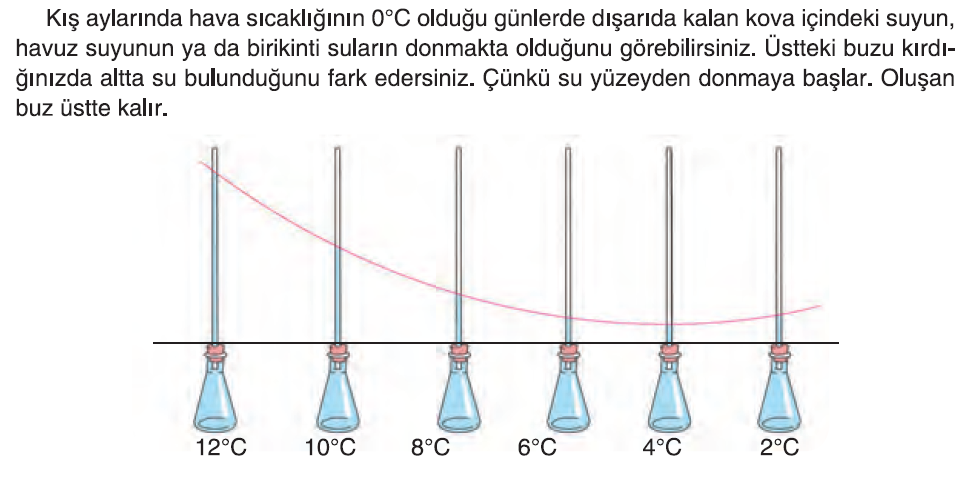 Kış aylarında hava sıcaklığının 0°C olduğu günlerde dışarıda kalan kova içindeki suyun,
havuz suyunun ya da birikinti suların donmakta olduğunu görebilirsiniz. Üstteki buzu kırdı-
ğınızda altta su bulunduğunu fark edersiniz. Çünkü su yüzeyden donmaya başlar. Oluşan
buz üstte kalır.
12°C 10°C 8°C 6°C 4°C 2°C